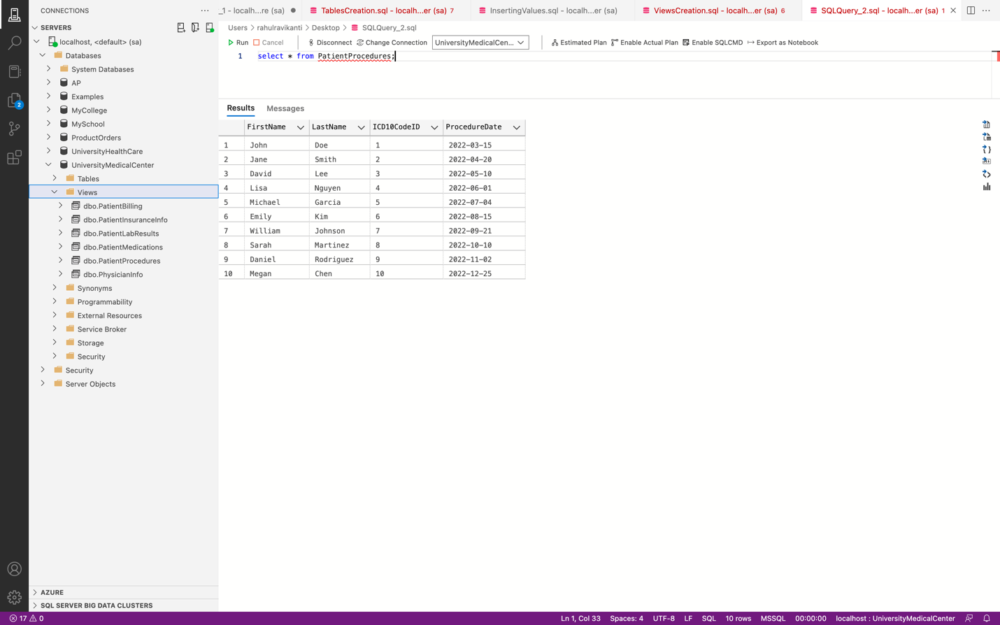 CONNECTIONS ···
_1 - localh...re (sa) ●
TablesCreation.sql - localh...er (sa) 7
InsertingValues.sql - localh...er (sa)
ViewsCreation.sql - localh...er (sa) 6
SQLQuery_2.sql - localh...er (sa) 1
SERVERS
localhost, <default> (sa)
Databases
System Databases
AP
Examples
MyCollege
MySchool
ProductOrders
UniversityHealthCare
UniversityMedicalCenter
Tables
Views
dbo.PatientBilling
dbo.PatientInsuranceInfo
dbo.PatientLabResults
dbo.PatientMedications
dbo.PatientProcedures
dbo.PhysicianInfo
Synonyms
Programmability
External Resources
Service Broker
Storage
Security
Security
Server Objects
AZURE
SQL SERVER BIG DATA CLUSTERS
2
Users > rahulravikanti > Desktop > SQLQuery_2.sql
Run Cancel Disconnect Change Connection UniversityMedicalCen... Estimated Plan Enable Actual Plan Enable SQLCMD Export as Notebook
1 select * from PatientProcedures;
Results Messages
FirstName LastName ICD10CodeID ProcedureDate
1 John Doe 1 2022-03-15
2 Jane Smith 2 2022-04-20
3 David Lee 3 2022-05-10
4 Lisa Nguyen 4 2022-06-01
5 Michael Garcia 5 2022-07-04
6 Emily Kim 6 2022-08-15
7 William Johnson 7 2022-09-21
8 Sarah Martinez 8 2022-10-10
9 Daniel Rodriguez 9 2022-11-02
10 Megan Chen 10 2022-12-25
17 0 Ln 1, Col 33 Spaces: 4 UTF-8 LF SQL 10 rows MSSQL 00:00:00 localhost : UniversityMedicalCenter